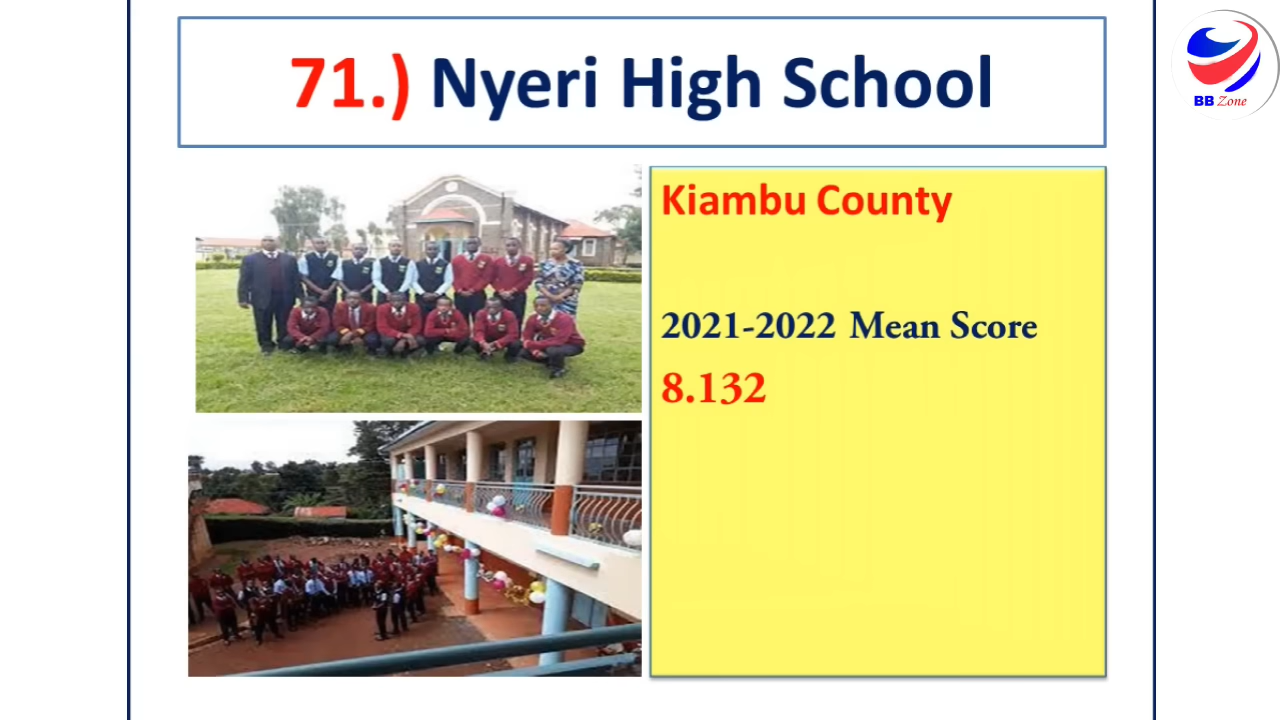 71.) Nyeri High School
BB Zone
Kiambu County
2021-2022 Mean Score
8.132